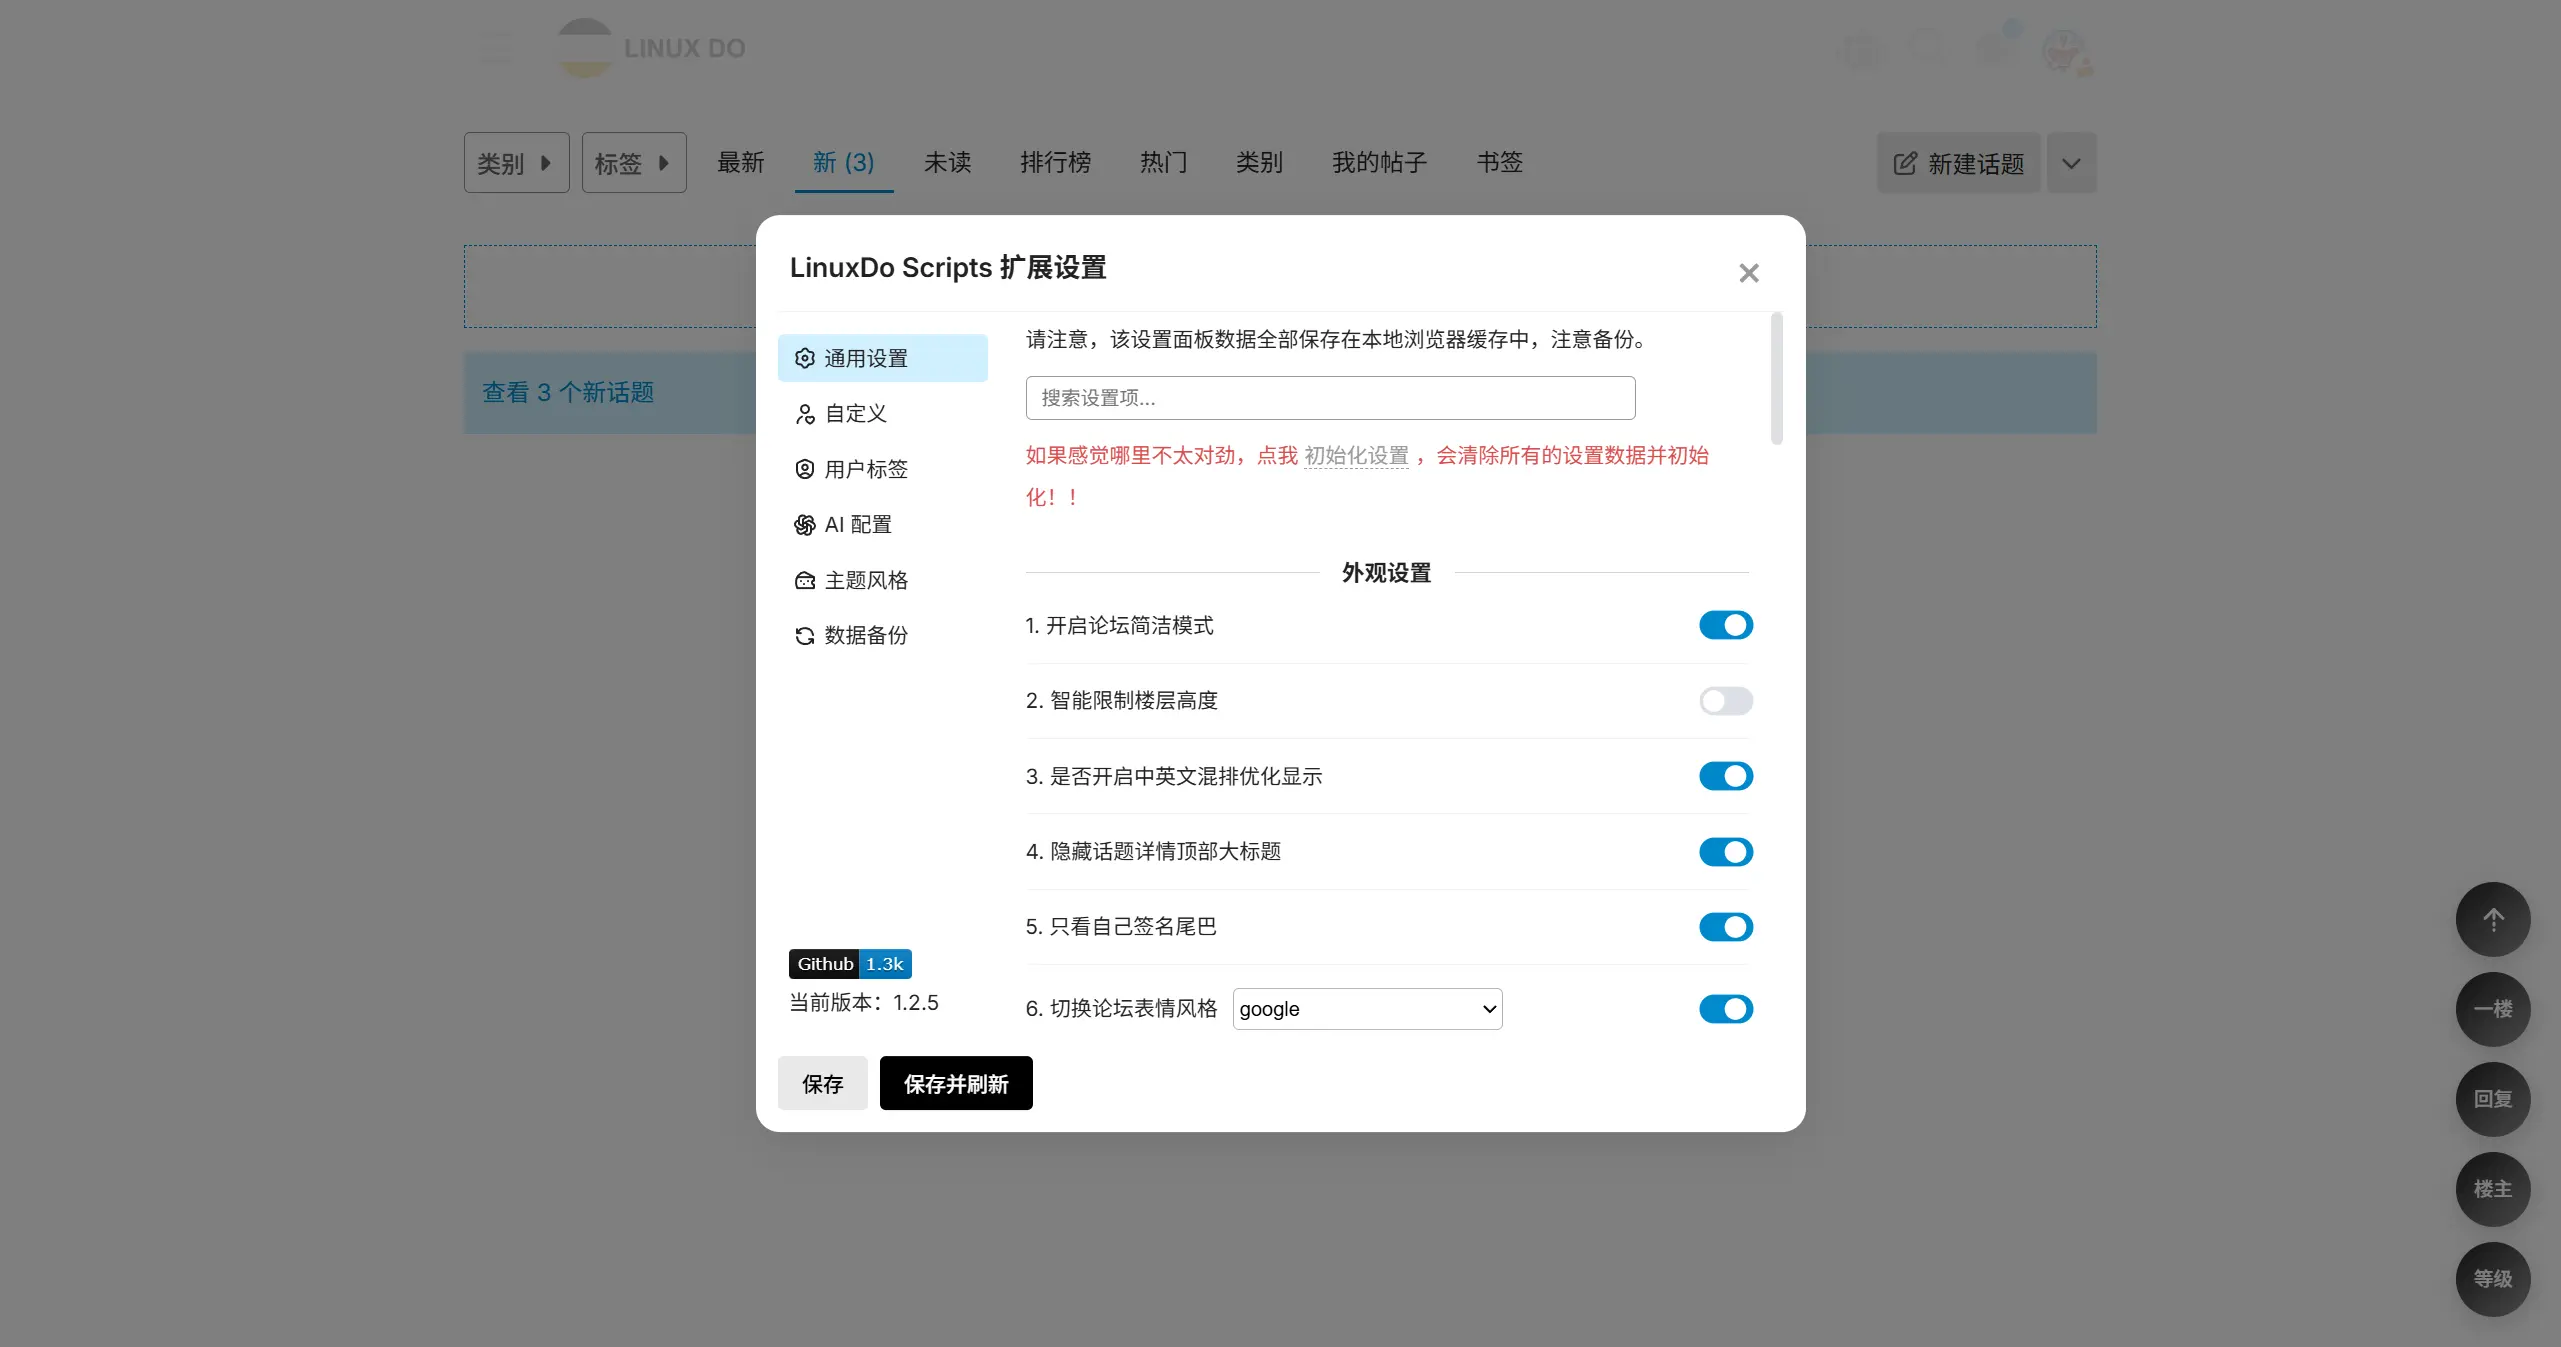 LINUX DO
类别
标签
最新
新 (3)
未读
排行榜
热门
类别
我的帖子
书签
新建话题
查看 3 个新话题
LinuxDo Scripts 扩展设置
通用设置
自定义
用户标签
AI 配置
主题风格
数据备份
Github 1.3k
当前版本：1.2.5
请注意，该设置面板数据全部保存在本地浏览器缓存中，注意备份。
搜索设置项...
如果感觉哪里不太对劲，点我 初始化设置 ，会清除所有的设置数据并初始
化！！
外观设置
1. 开启论坛简洁模式
2. 智能限制楼层高度
3. 是否开启中英文混排优化显示
4. 隐藏话题详情顶部大标题
5. 只看自己签名尾巴
6. 切换论坛表情风格 google
保存
保存并刷新
一楼
回复
楼主
等级